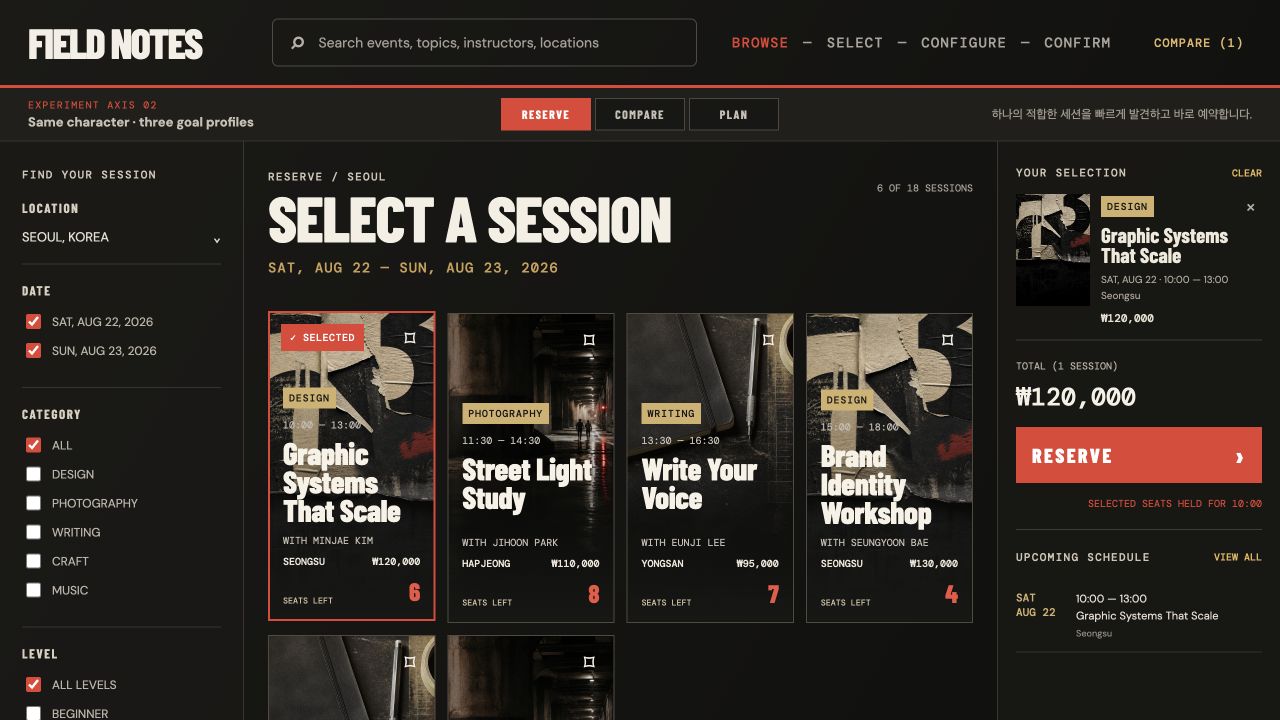 FIELD NOTES
Search events, topics, instructors, locations
BROWSE — SELECT — CONFIGURE — CONFIRM
COMPARE (1)
EXPERIMENT AXIS 02
Same character · three goal profiles
RESERVE
COMPARE
PLAN
하나의 적합한 세션을 빠르게 발견하고 바로 예약합니다.
FIND YOUR SESSION
LOCATION
SEOUL, KOREA
DATE
SAT, AUG 22, 2026
SUN, AUG 23, 2026
CATEGORY
ALL
DESIGN
PHOTOGRAPHY
WRITING
CRAFT
MUSIC
LEVEL
ALL LEVELS
BEGINNER
RESERVE / SEOUL
6 OF 18 SESSIONS
SELECT A SESSION
SAT, AUG 22 — SUN, AUG 23, 2026
✓ SELECTED
DESIGN
10:00 — 13:00
Graphic
Systems
That Scale
WITH MINJAE KIM
SEONGSU ₩120,000
SEATS LEFT 6
PHOTOGRAPHY
11:30 — 14:30
Street Light
Study
WITH JIHOON PARK
HAPJEONG ₩110,000
SEATS LEFT 8
WRITING
13:30 — 16:30
Write Your
Voice
WITH EUNJI LEE
YONGSAN ₩95,000
SEATS LEFT 7
DESIGN
15:00 — 18:00
Brand
Identity
Workshop
WITH SEUNGYOON BAE
SEONGSU ₩130,000
SEATS LEFT 4
YOUR SELECTION
CLEAR
DESIGN
×
Graphic Systems
That Scale
SAT, AUG 22 · 10:00 — 13:00
Seongsu
₩120,000
TOTAL (1 SESSION)
₩120,000
RESERVE ›
SELECTED SEATS HELD FOR 10:00
UPCOMING SCHEDULE
VIEW ALL
SAT
AUG 22
10:00 — 13:00
Graphic Systems That Scale
Seongsu